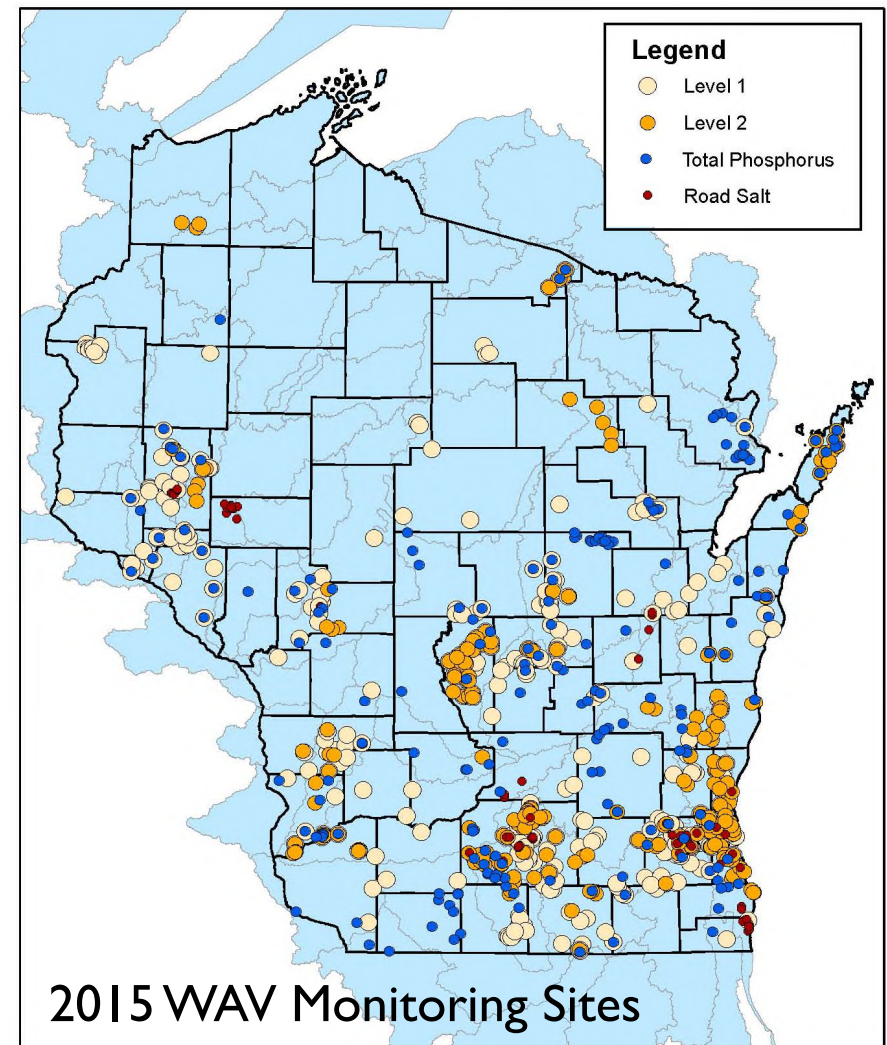 Legend
Level 1
Level 2
Total Phosphorus
Road Salt
2015 WAV Monitoring Sites